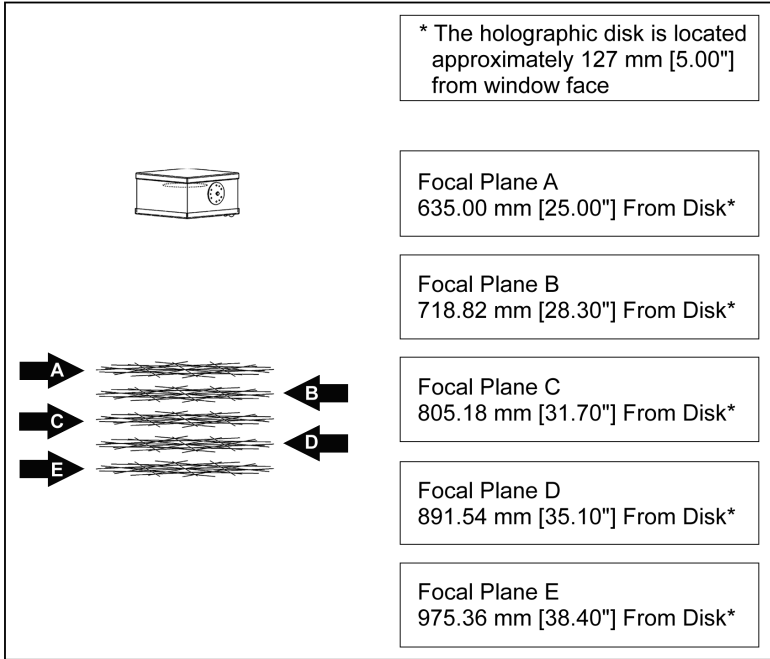 * The holographic disk is located
approximately 127 mm [5.00"]
from window face
Focal Plane A
635.00 mm [25.00"] From Disk*
Focal Plane B
718.82 mm [28.30"] From Disk*
A
B
C
D
E
Focal Plane C
805.18 mm [31.70"] From Disk*
Focal Plane D
891.54 mm [35.10"] From Disk*
Focal Plane E
975.36 mm [38.40"] From Disk*